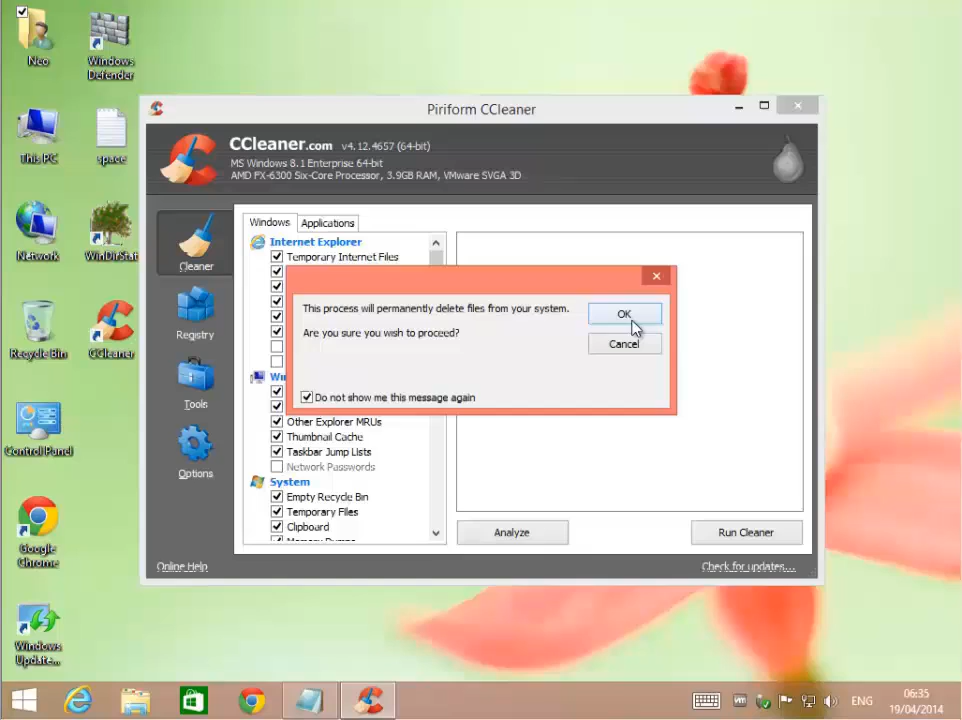 Neo
Windows
Defender
This PC
space
Network
WinDirStat
Recycle Bin
CCleaner
Control Panel
Google
Chrome
Windows
Update...
Piriform CCleaner
CCleaner.com v4.12.4657 (64-bit)
MS Windows 8.1 Enterprise 64-bit
AMD FX-6300 Six-Core Processor, 3.9GB RAM, VMware SVGA 3D
Cleaner
Registry
Tools
Options
Windows
Applications
Internet Explorer
Temporary Internet Files
Wi
Other Explorer MRUs
Thumbnail Cache
Taskbar Jump Lists
Network Passwords
System
Empty Recycle Bin
Temporary Files
Clipboard
Memory Dumps
This process will permanently delete files from your system.
Are you sure you wish to proceed?
OK
Cancel
Do not show me this message again
Analyze
Run Cleaner
Online Help
Check for updates...
ENG
06:35
19/04/2014